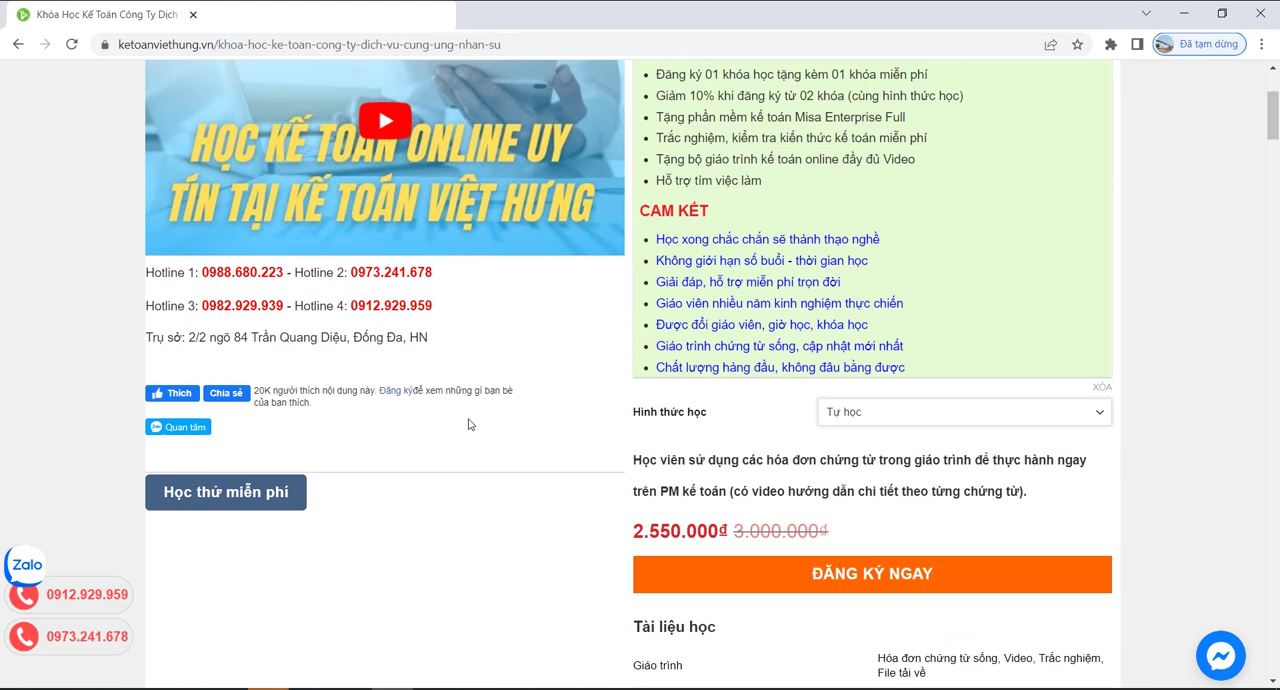 Khóa Học Kế Toán Công Ty Dịch
ketoanviethung.vn/khoa-hoc-ke-toan-cong-ty-dich-vu-cung-ung-nhan-su
Đã tạm dừng
HỌC KẾ TOÁN ONLINE UY
TÍN TẠI KẾ TOÁN VIỆT HƯNG
Hotline 1: 0988.680.223 - Hotline 2: 0973.241.678
Hotline 3: 0982.929.939 - Hotline 4: 0912.929.959
Trụ sở: 2/2 ngõ 84 Trần Quang Diệu, Đống Đa, HN
Thích Chia sẻ 20K người thích nội dung này. Đăng ký để xem những gì bạn bè
của bạn thích.
Zalo Quan tâm
Học thử miễn phí
Đăng ký 01 khóa học tặng kèm 01 khóa miễn phí
Giảm 10% khi đăng ký từ 02 khóa (cùng hình thức học)
Tặng phần mềm kế toán Misa Enterprise Full
Trắc nghiệm, kiểm tra kiến thức kế toán miễn phí
Tặng bộ giáo trình kế toán online đầy đủ Video
Hỗ trợ tìm việc làm
CAM KẾT
Học xong chắc chắn sẽ thành thạo nghề
Không giới hạn số buổi - thời gian học
Giải đáp, hỗ trợ miễn phí trọn đời
Giáo viên nhiều năm kinh nghiệm thực chiến
Được đổi giáo viên, giờ học, khóa học
Giáo trình chứng từ sống, cập nhật mới nhất
Chất lượng hàng đầu, không đâu bằng được
XÓA
Hình thức học Tự học
Học viên sử dụng các hóa đơn chứng từ trong giáo trình để thực hành ngay
trên PM kế toán (có video hướng dẫn chi tiết theo từng chứng từ).
2.550.000₫ 3.000.000₫
ĐĂNG KÝ NGAY
Tài liệu học
Giáo trình
Hóa đơn chứng từ sống, Video, Trắc nghiệm,
File tải về
Zalo
0912.929.959
0973.241.678